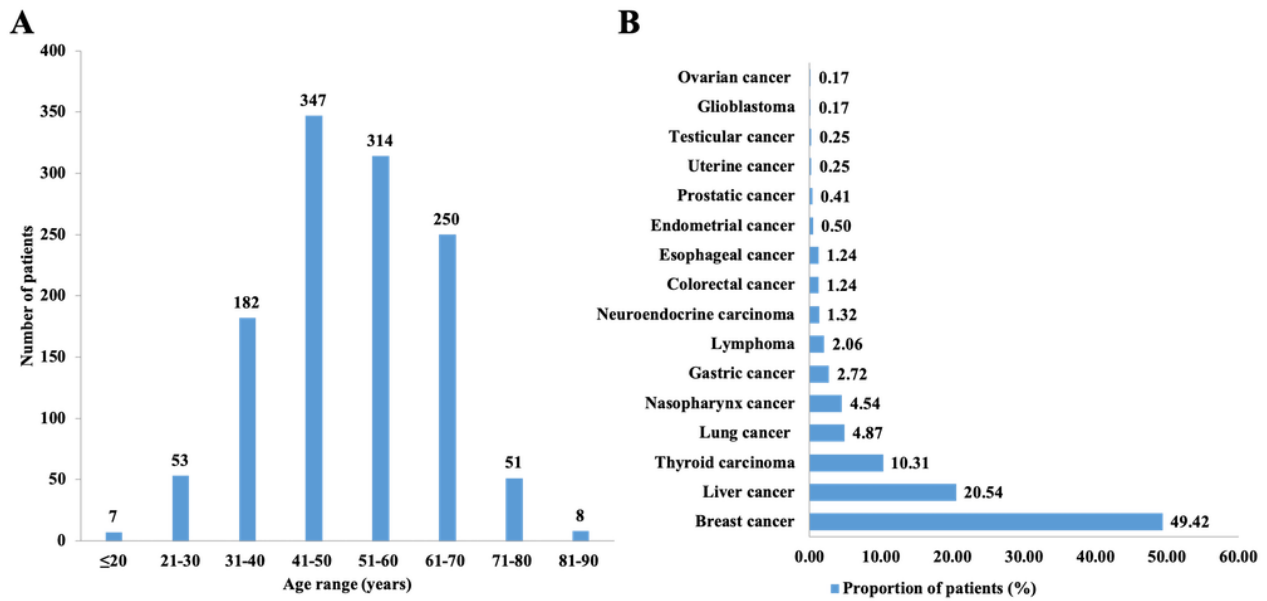 A
Number of patients
400
350
300
250
200
150
100
50
0
7
53
182
347
314
250
51
8
≤20 21-30 31-40 41-50 51-60 61-70 71-80 81-90
Age range (years)
B
Ovarian cancer 0.17
Glioblastoma 0.17
Testicular cancer 0.25
Uterine cancer 0.25
Prostatic cancer 0.41
Endometrial cancer 0.50
Esophageal cancer 1.24
Colorectal cancer 1.24
Neuroendocrine carcinoma 1.32
Lymphoma 2.06
Gastric cancer 2.72
Nasopharynx cancer 4.54
Lung cancer 4.87
Thyroid carcinoma 10.31
Liver cancer 20.54
Breast cancer 49.42
0.00 10.00 20.00 30.00 40.00 50.00 60.00
Proportion of patients (%)